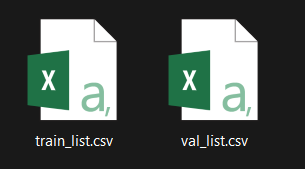 X a,
X a,
train_list.csv
val_list.csv